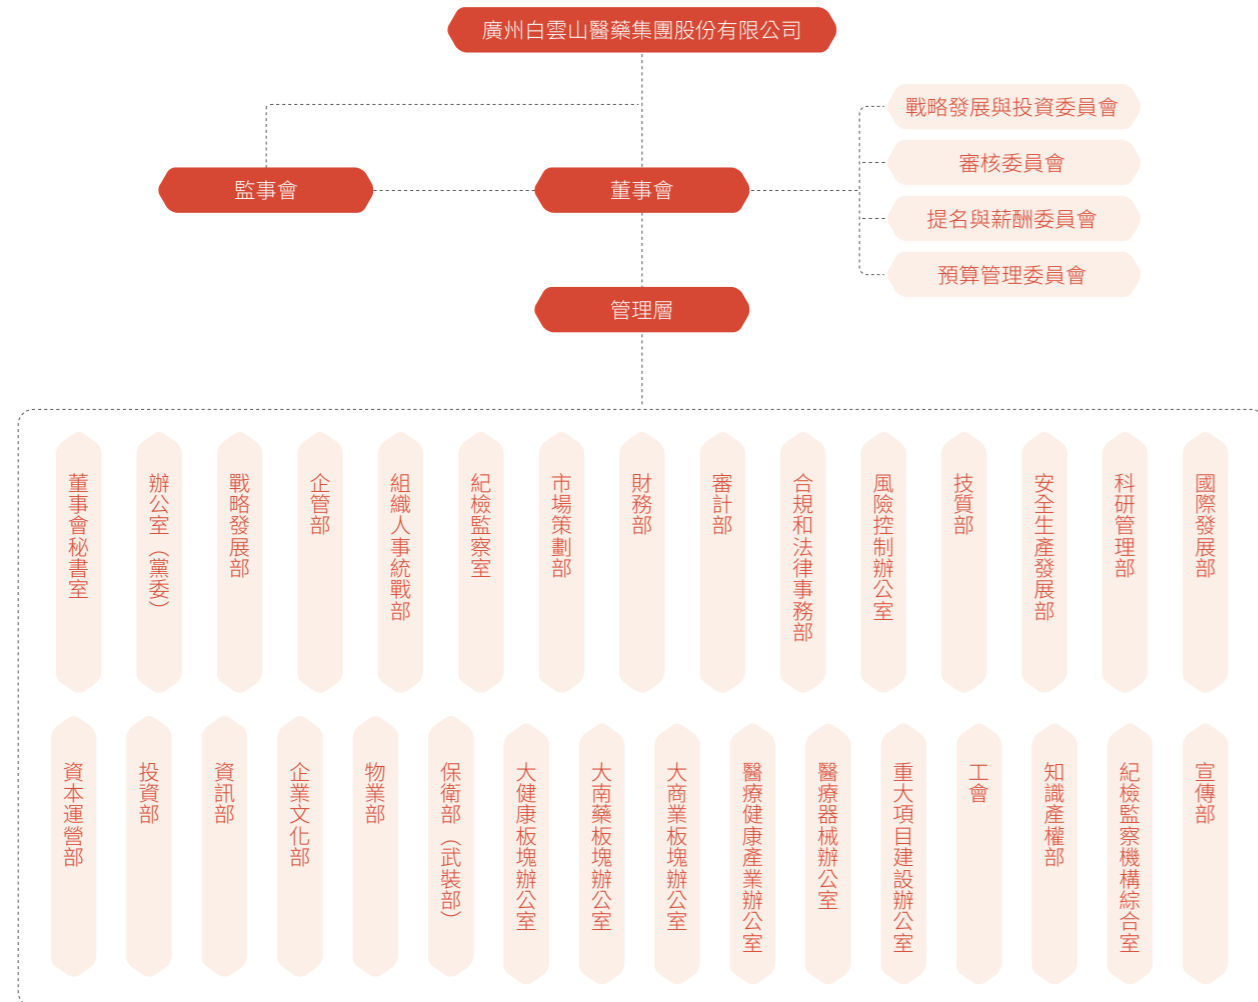 廣州白雲山醫藥集團股份有限公司
戰略發展與投資委員會
審核委員會
監事會
董事會
提名與薪酬委員會
預算管理委員會
管理層
董事會秘書室
辦公室（黨委）
戰略發展部
企管部
組織人事統戰部
紀檢監察室
市場策劃部
財務部
審計部
合規和法律事務部
風險控制辦公室
技質部
安全生產發展部
科研管理部
國際發展部
資本運營部
投資部
資訊部
企業文化部
物業部
保衛部（武裝部）
大健康板塊辦公室
大南藥板塊辦公室
大商業板塊辦公室
醫療健康產業辦公室
醫療器械辦公室
重大項目建設辦公室
工會
知識產權部
紀檢監察機構綜合室
宣傳部